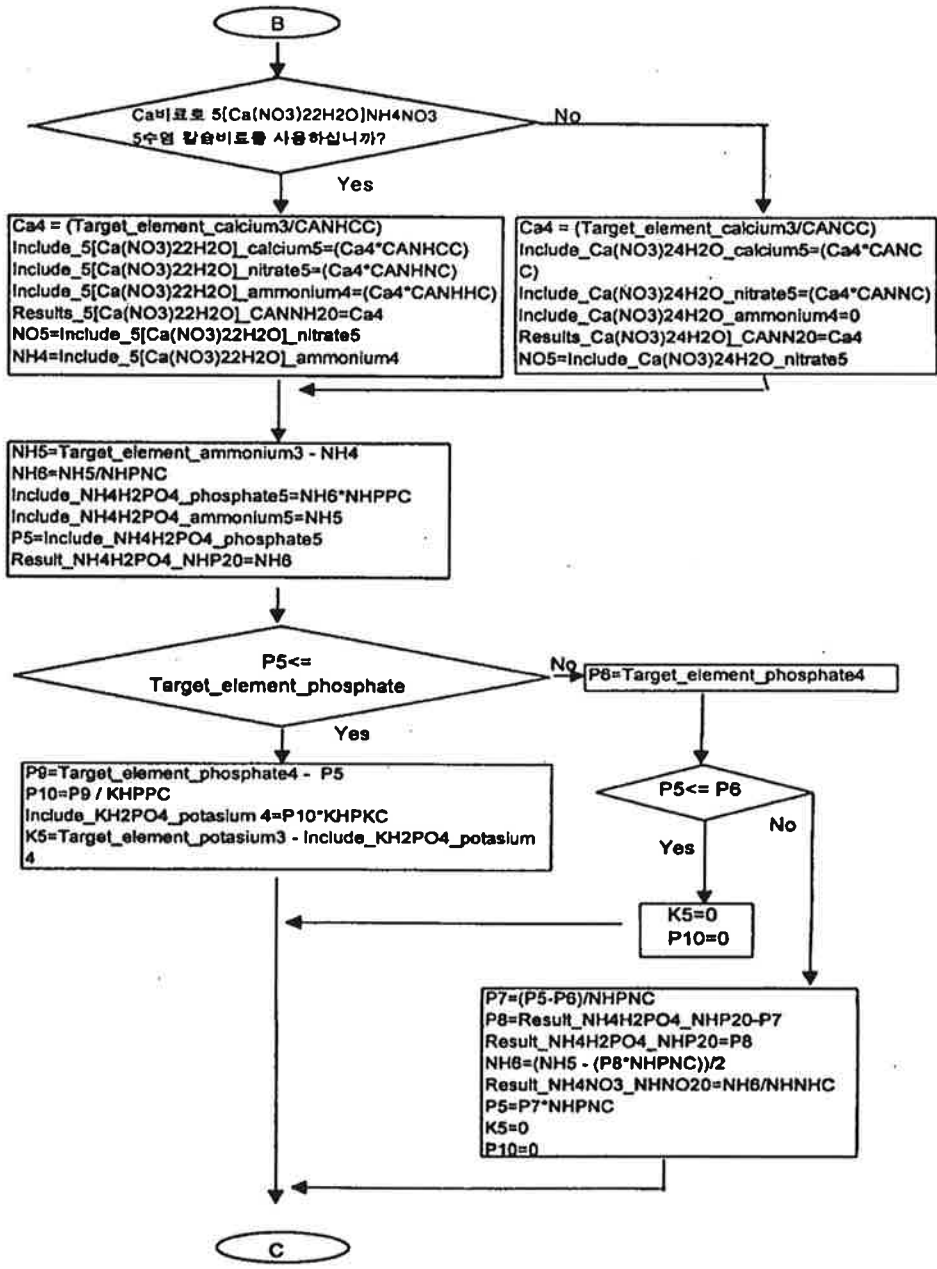 B
Ca비료로 5[Ca(NO3)22H2O]NH4NO3
5수염 칼슘비료를 사용하십니까?
No
Yes
Ca4 = (Target_element_calcium3/CANHCC)
Include_5[Ca(NO3)22H2O]_calcium5=(Ca4*CANHCC)
Include_5[Ca(NO3)22H2O]_nitrate5=(Ca4*CANHNC)
Include_5[Ca(NO3)22H2O]_ammonium4=(Ca4*CANHHC)
Results_5[Ca(NO3)22H2O]_CANNH20=Ca4
NO5=Include_5[Ca(NO3)22H2O]_nitrate5
NH4=Include_5[Ca(NO3)22H2O]_ammonium4
Ca4 = (Target_element_calcium3/CANCC)
Include_Ca(NO3)24H2O_calcium5=(Ca4*CANC
C)
Include_Ca(NO3)24H2O_nitrate5=(Ca4*CANNC)
Include_Ca(NO3)24H2O_ammonium4=0
Results_Ca(NO3)24H2O]_CANN20=Ca4
NO5=Include_Ca(NO3)24H2O_nitrate5
NH5=Target_element_ammonium3 - NH4
NH6=NH5/NHPNC
Include_NH4H2PO4_phosphate5=NH6*NHPPC
Include_NH4H2PO4_ammonium5=NH5
P5=Include_NH4H2PO4_phosphate5
Result_NH4H2PO4_NHP20=NH6
P5<=
Target_element_phosphate
No
P6=Target_element_phosphate4
Yes
P9=Target_element_phosphate4 - P5
P10=P9 / KHPPC
Include_KH2PO4_potasium 4=P10*KHPKC
K5=Target_element_potasium3 - Include_KH2PO4_potasium
4
P5<= P6
No
Yes
K5=0
P10=0
P7=(P5-P6)/NHPNC
P8=Result_NH4H2PO4_NHP20-P7
Result_NH4H2PO4_NHP20=P8
NH6=(NH5 - (P8*NHPNC))/2
Result_NH4NO3_NHNO20=NH6/NHNHC
P5=P7*NHPNC
K5=0
P10=0
C